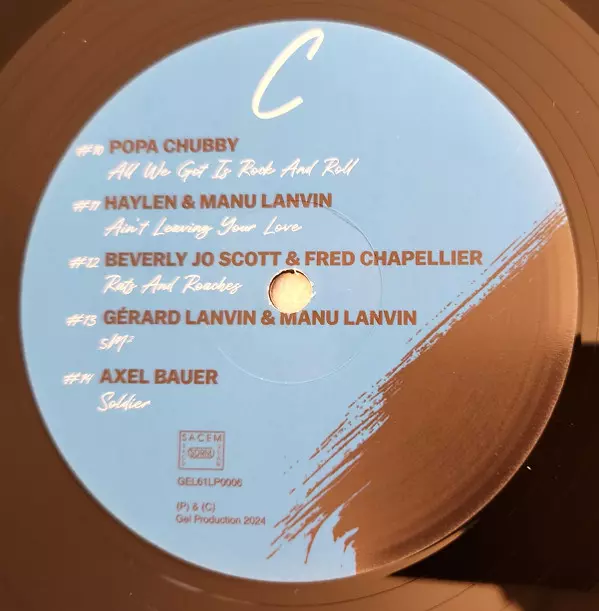 C
#10 POPA CHUBBY
All We Got Is Rock And Roll
#11 HAYLEN & MANU LANVIN
Ain't Leaving Your Love
#12 BEVERLY JO SCOTT & FRED CHAPELLIER
Rats And Roaches
#13 GÉRARD LANVIN & MANU LANVIN
5M²
#14 AXEL BAUER
Soldier
SACEM
SDRM
GEL61LP0006
(P) & (C)
Gel Production 2024